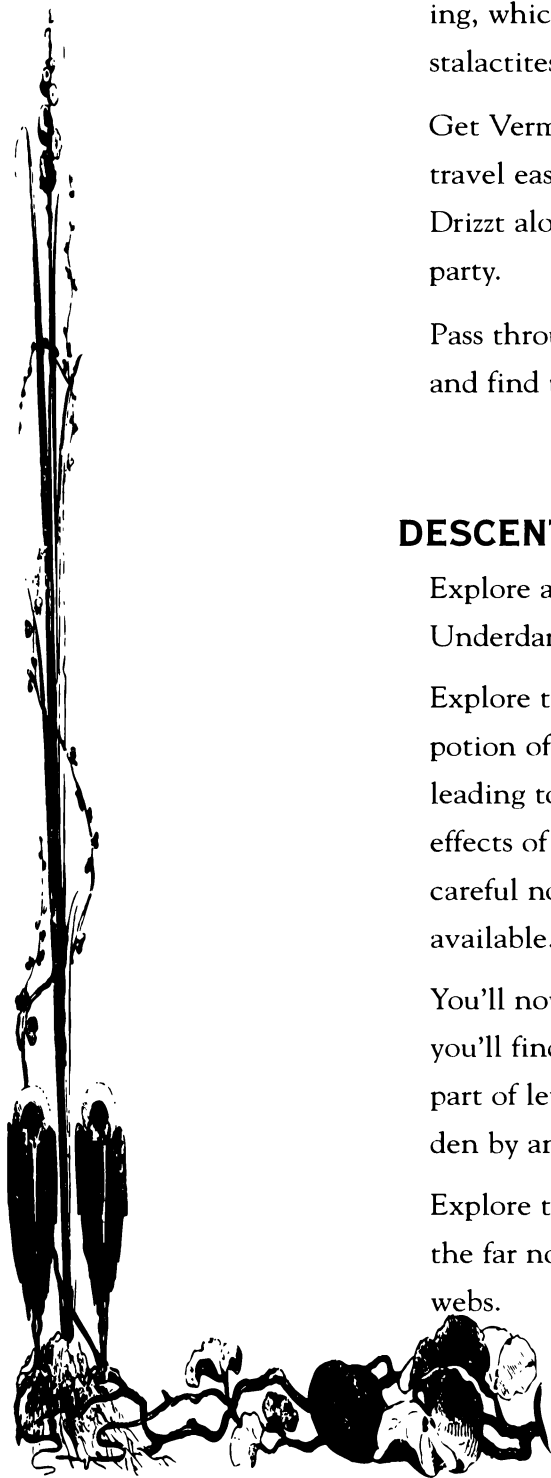 ing, whic
stalactites
Get Verm
travel eas
Drizzt alo
party.
Pass throu
and find
DESCENT
Explore a
Underdar
Explore t
potion of
leading to
effects of
careful no
available.
You'll no
you'll find
part of le
den by an
Explore t
the far no
webs.